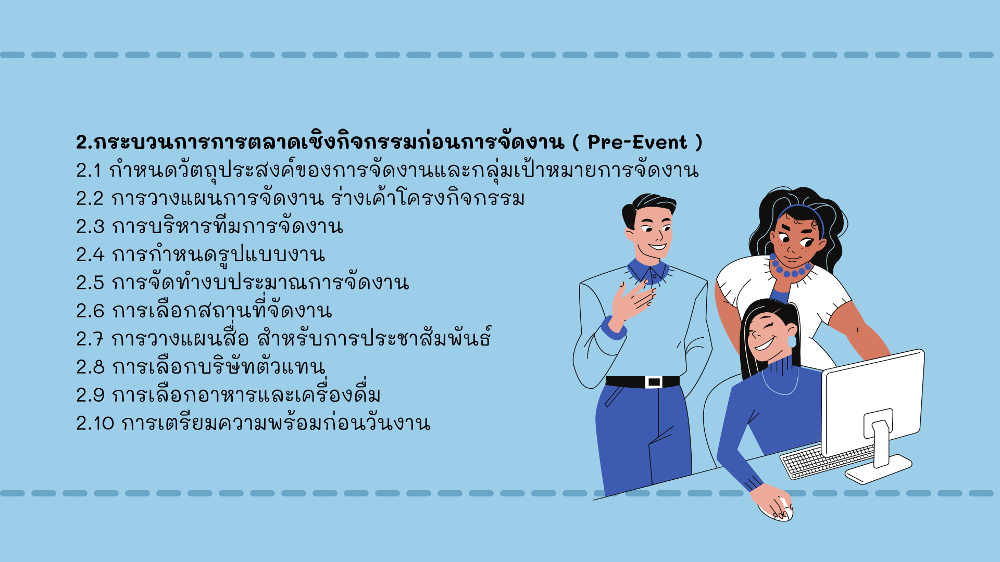 2.กระบวนการการตลาดเชิงกิจกรรมก่อนการจัดงาน ( Pre-Event )
2.1 กำหนดวัตถุประสงค์ของการจัดงานและกลุ่มเป้าหมายการจัดงาน
2.2 การวางแผนการจัดงาน ร่างเค้าโครงกิจกรรม
2.3 การบริหารทีมการจัดงาน
2.4 การกำหนดรูปแบบงาน
2.5 การจัดทำงบประมาณการจัดงาน
2.6 การเลือกสถานที่จัดงาน
2.7 การวางแผนสื่อ สำหรับการประชาสัมพันธ์
2.8 การเลือกบริษัทตัวแทน
2.9 การเลือกอาหารและเครื่องดื่ม
2.10 การเตรียมความพร้อมก่อนวันงาน